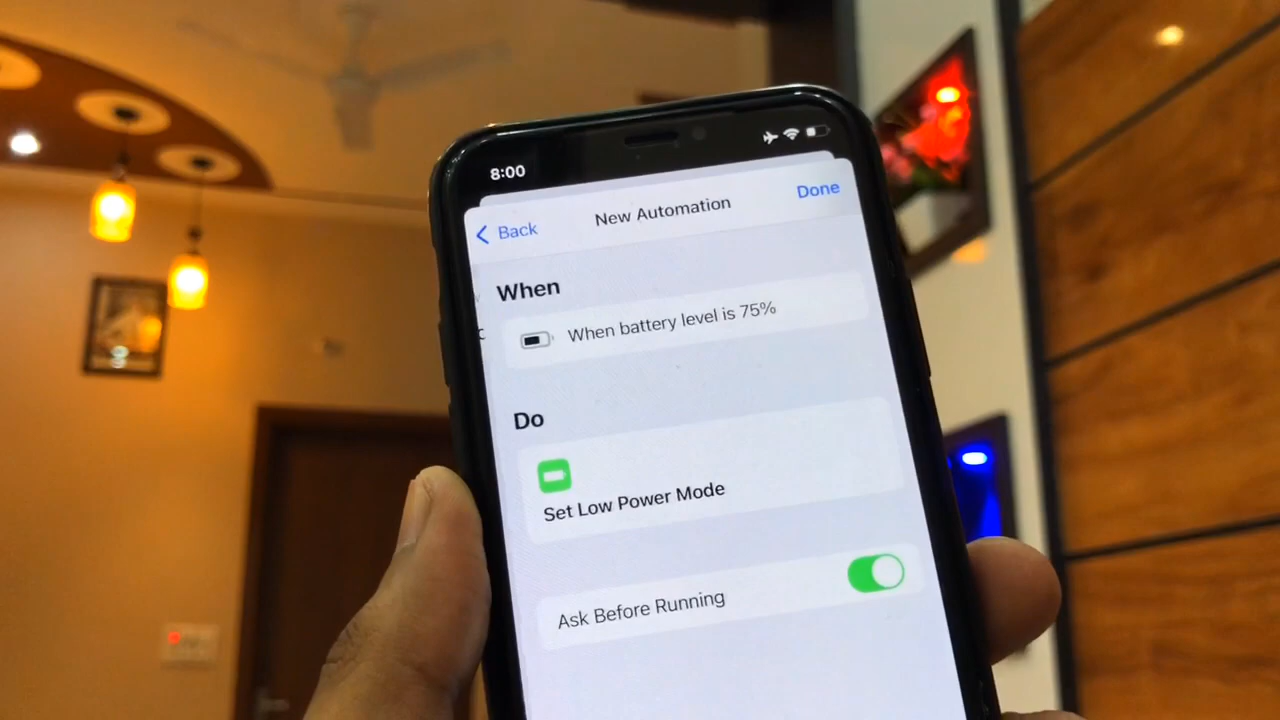 8:00
Back
New Automation
Done
When
When battery level is 75%
Do
Set Low Power Mode
Ask Before Running